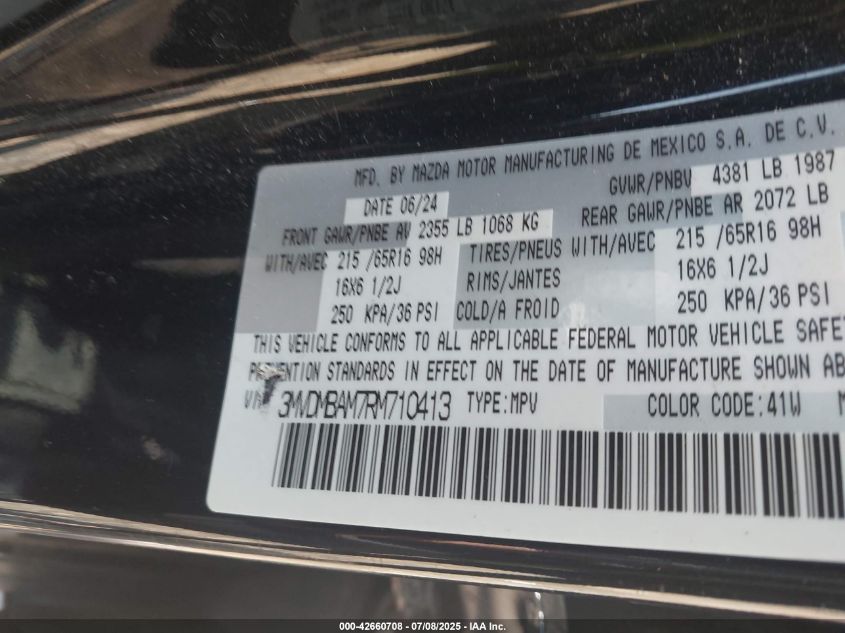 MFD. BY MAZDA MOTOR MANUFACTURING DE MEXICO S.A. DE C.V.
DATE 06/24 GVWR/PNBV 4381 LB 1987
FRONT GAWR/PNBE AV 2355 LB 1068 KG REAR GAWR/PNBE AR 2072 LB
WITH/AVEC 215 /65R16 98H TIRES/PNEUS WITH/AVEC 215 /65R16 98H
16X6 1/2J RIMS/JANTES 16X6 1/2J
250 KPA/36 PSI COLD/A FROID 250 KPA/36 PSI
THIS VEHICLE CONFORMS TO ALL APPLICABLE FEDERAL MOTOR VEHICLE SAFE
STANDARDS IN EFFECT ON THE DATE OF MANUFACTURE SHOWN AB
3MVDMBAM7RM710413 TYPE:MPV COLOR CODE:41W M
000-42660708 - 07/08/2025 - IAA Inc.